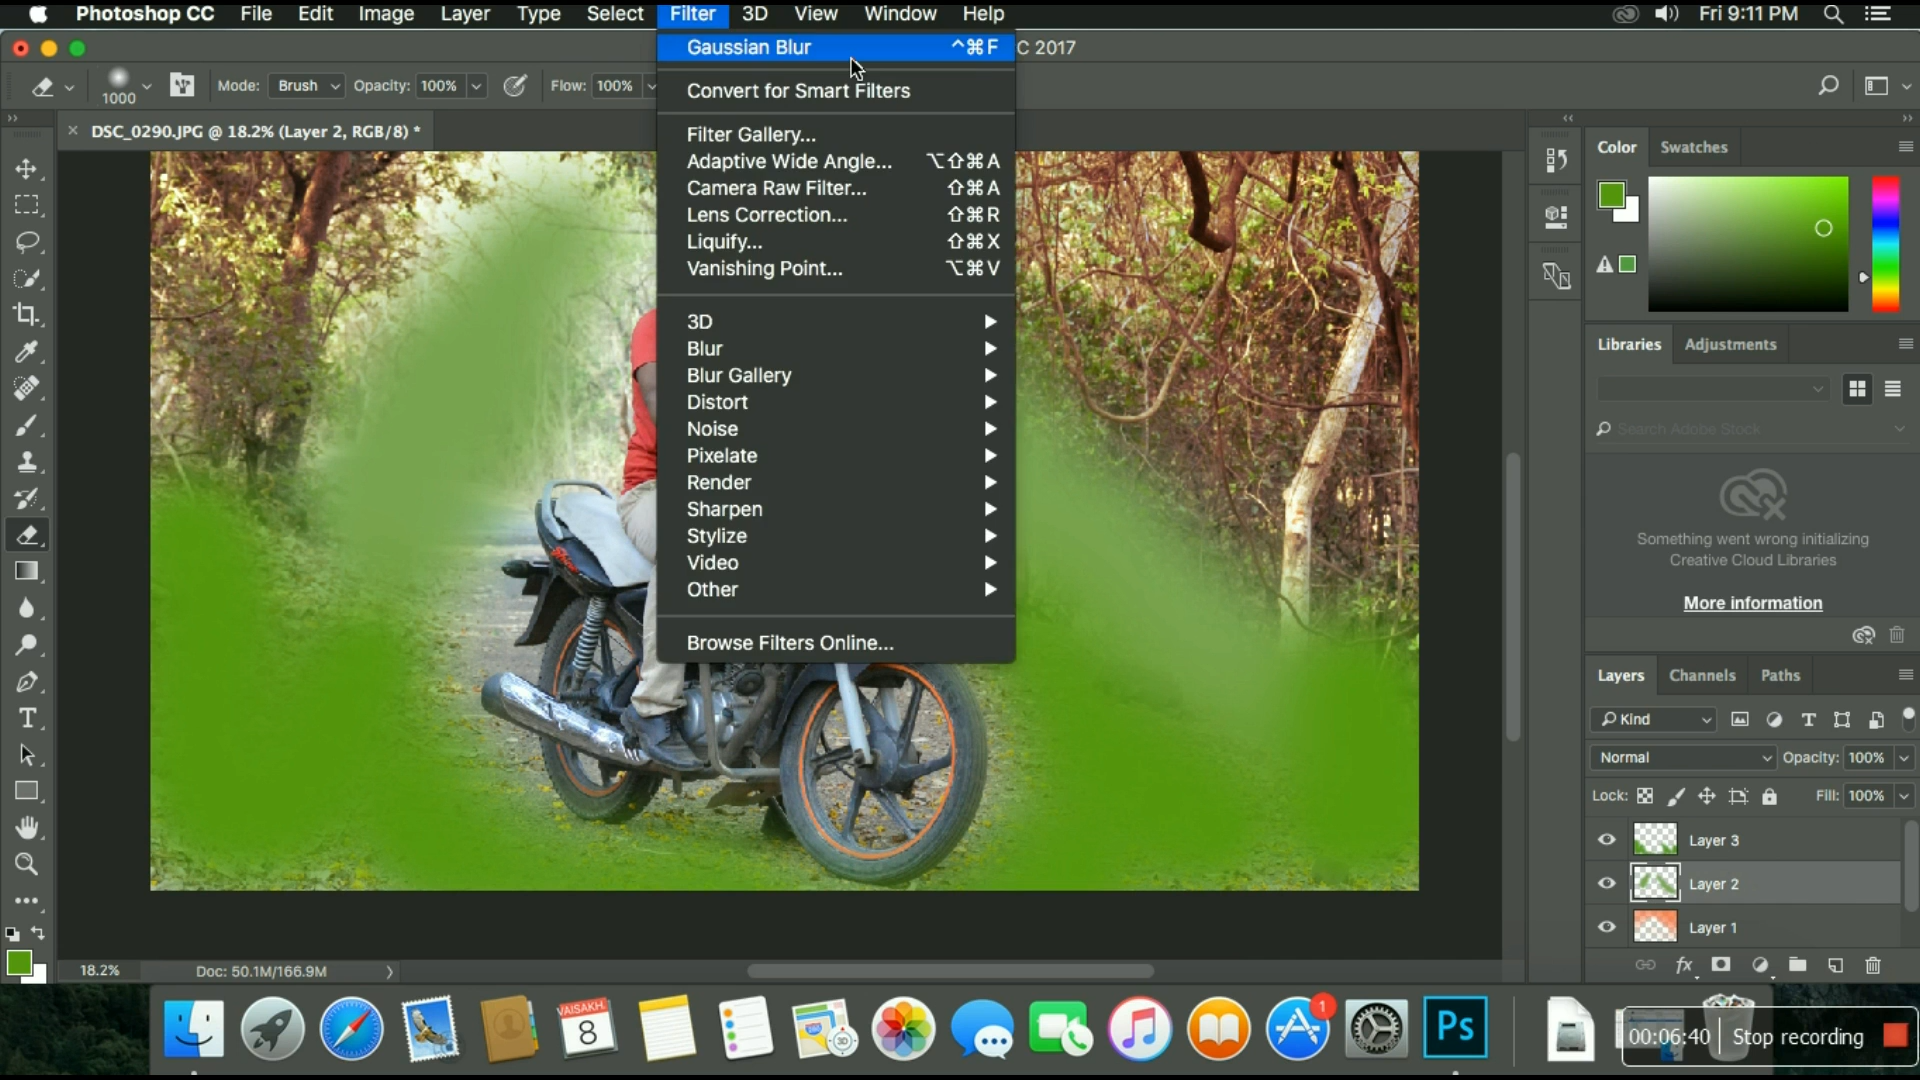 Photoshop CC File Edit Image Layer Type Select Filter 3D View Window Help Fri 9:11 PM
Gaussian Blur ^⌘F
C 2017
1000 Mode: Brush Opacity: 100% Flow: 100%
Convert for Smart Filters
DSC_0290.JPG @ 18.2% (Layer 2, RGB/8) *
Filter Gallery...
Adaptive Wide Angle... ⌥⇧⌘A
Camera Raw Filter... ⇧⌘A
Lens Correction... ⇧⌘R
Liquify... ⇧⌘X
Vanishing Point... ⌥⌘V
3D
Blur
Blur Gallery
Distort
Noise
Pixelate
Render
Sharpen
Stylize
Video
Other
Browse Filters Online...
Color Swatches
Libraries Adjustments
Search Adobe Stock
Something went wrong initializing
Creative Cloud Libraries
More information
Layers Channels Paths
Kind
Normal Opacity: 100%
Lock: Fill: 100%
Layer 3
Layer 2
Layer 1
18.2% Doc: 50.1M/166.9M
VAISAKH.
8
3D
1
Ps
00:06:40 Stop recording